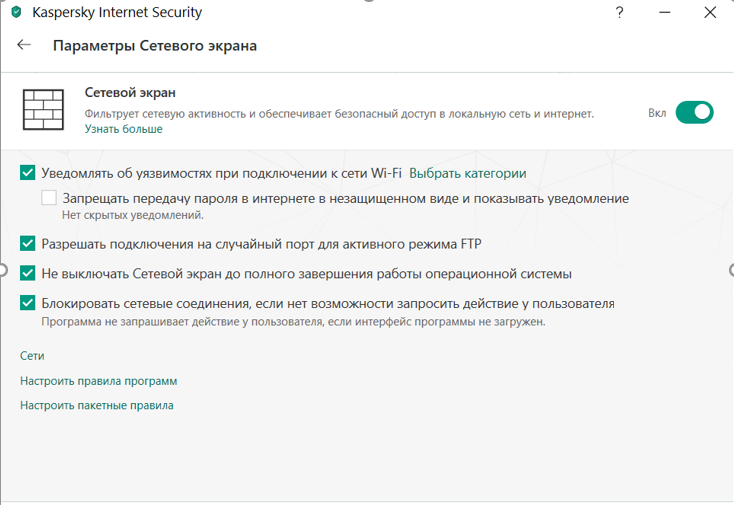 Kaspersky Internet Security
?
Параметры Сетевого экрана
Сетевой экран
Фильтрует сетевую активность и обеспечивает безопасный доступ в локальную сеть и интернет.
Узнать больше
Вкл
Уведомлять об уязвимостях при подключении к сети Wi-Fi Выбрать категории
Запрещать передачу пароля в интернете в незащищенном виде и показывать уведомление
Нет скрытых уведомлений.
Разрешать подключения на случайный порт для активного режима FTP
Не выключать Сетевой экран до полного завершения работы операционной системы
Блокировать сетевые соединения, если нет возможности запросить действие у пользователя
Программа не запрашивает действие у пользователя, если интерфейс программы не загружен.
Сети
Настроить правила программ
Настроить пакетные правила